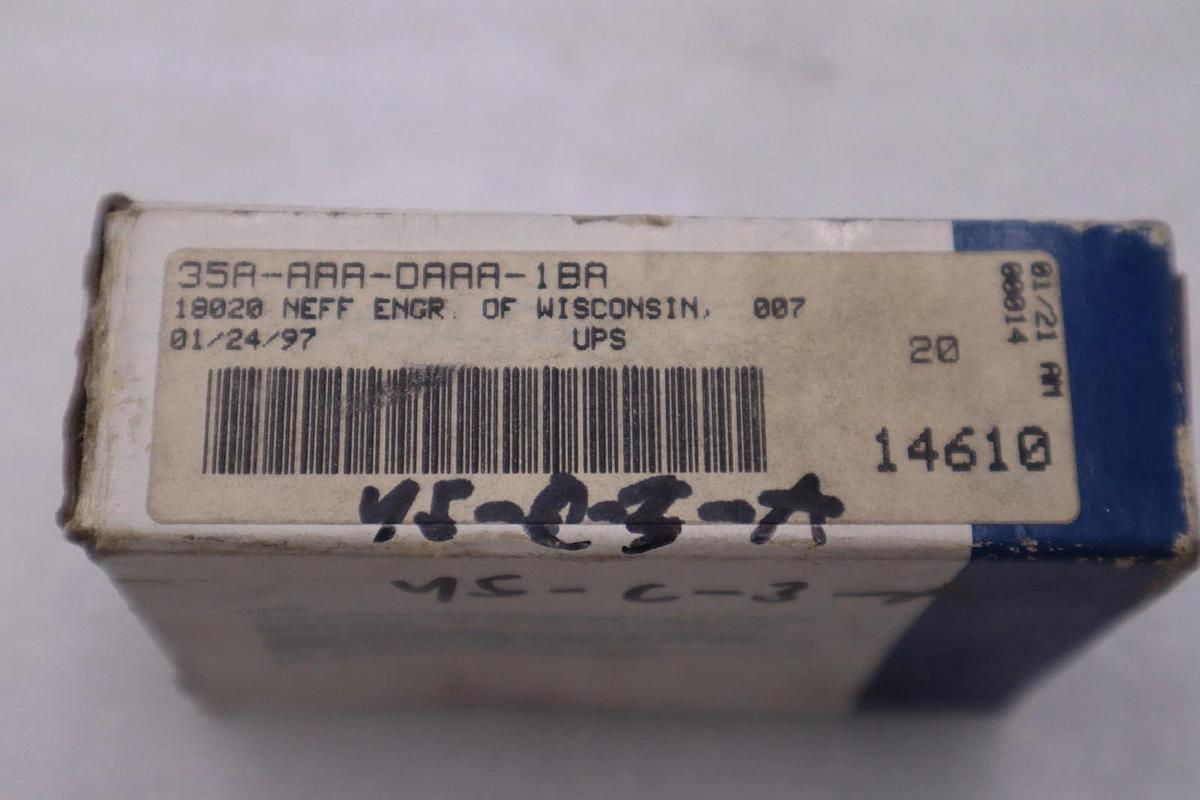 35A-AAA-DAAA-1BA
18020 NEFF ENGR. OF WISCONSIN, 007
01/24/97 UPS
20
01/21 AM
00014
14610
45-C-3-A
45-C-3-A